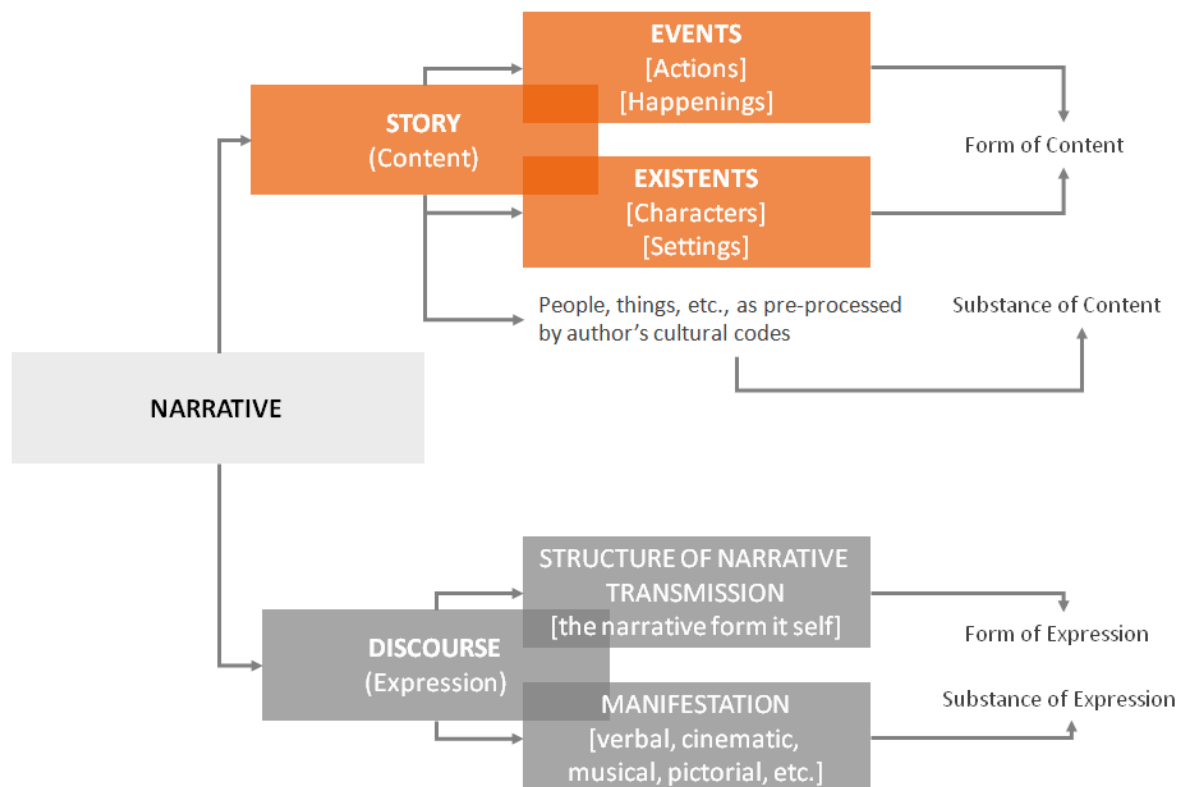 EVENTS
[Actions]
[Happenings]
STORY
(Content)
Form of Content
EXISTENTS
[Characters]
[Settings]
People, things, etc., as pre-processed
by author's cultural codes
Substance of Content
NARRATIVE
STRUCTURE OF NARRATIVE
TRANSMISSION
[the narrative form it self]
Form of Expression
DISCOURSE
(Expression)
MANIFESTATION
[verbal, cinematic,
musical, pictorial, etc.]
Substance of Expression